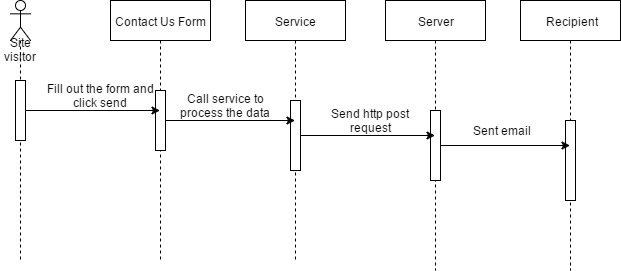 Contact Us Form
Service
Server
Recipient
Site
visitor
Fill out the form and
click send
Call service to
process the data
Send http post
request
Sent email